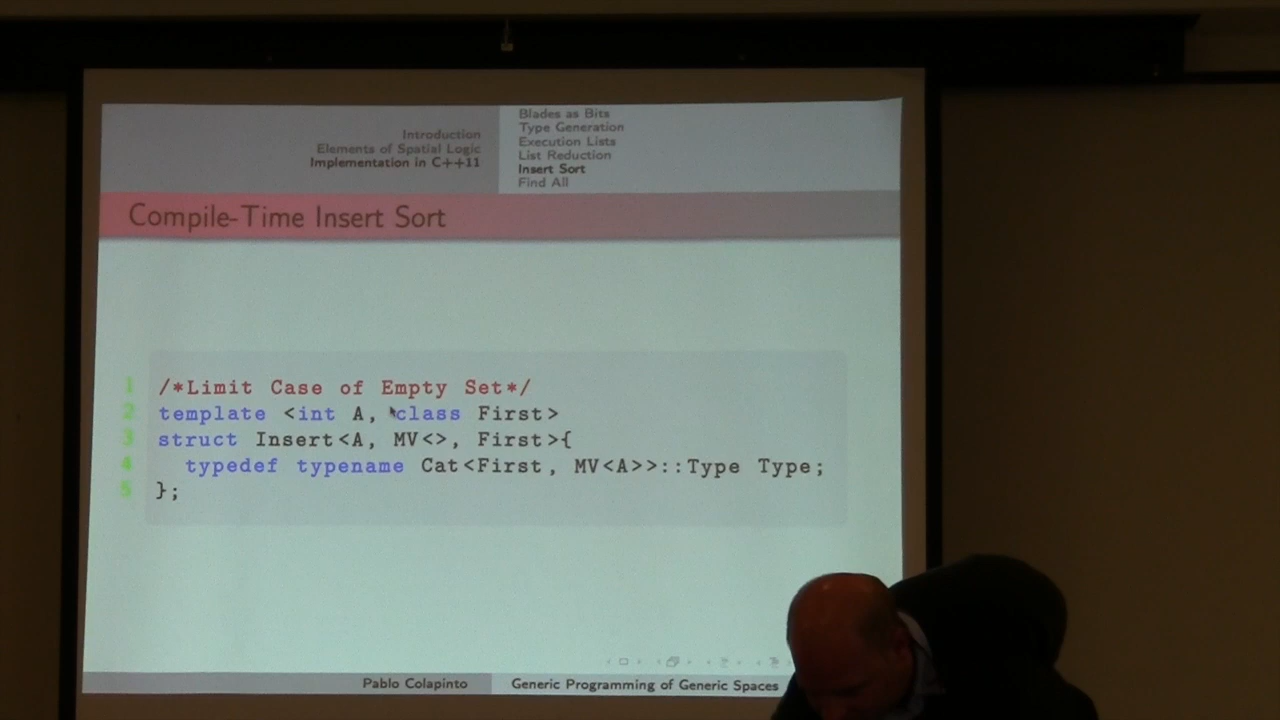 Introduction
Elements of Spatial Logic
Implementation in C++11
Blades as Bits
Type Generation
Execution Lists
List Reduction
Insert Sort
Find All
Compile-Time Insert Sort
1 /*Limit Case of Empty Set*/
2 template <int A, class First>
3 struct Insert<A, MV<>, First>{
4 typedef typename Cat<First, MV<A>>::Type Type;
5 };
Pablo Colapinto
Generic Programming of Generic Spaces